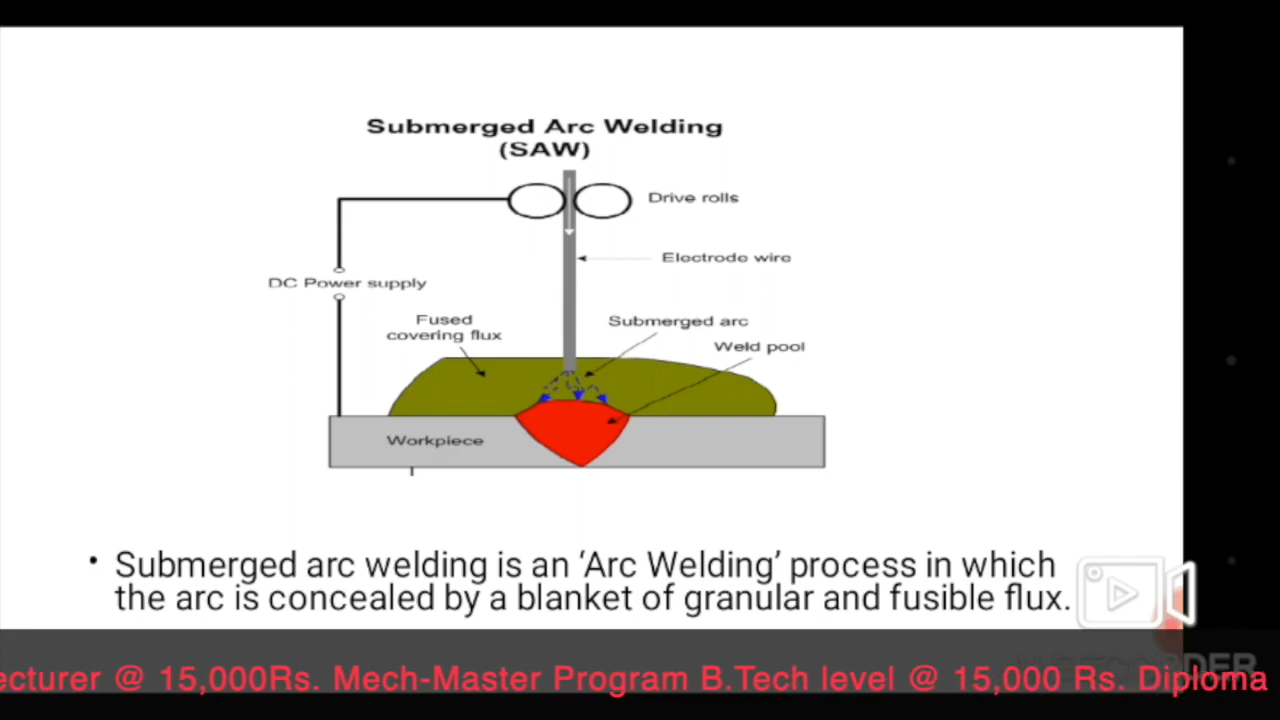 Submerged Arc Welding
(SAW)
Drive rolls
Electrode wire
DC Power supply
Fused
covering flux
Submerged arc
Weld pool
Workpiece
• Submerged arc welding is an ‘Arc Welding’ process in which
the arc is concealed by a blanket of granular and fusible flux.
ecturer @ 15,000Rs. Mech-Master Program B.Tech level @ 15,000 Rs. Diploma